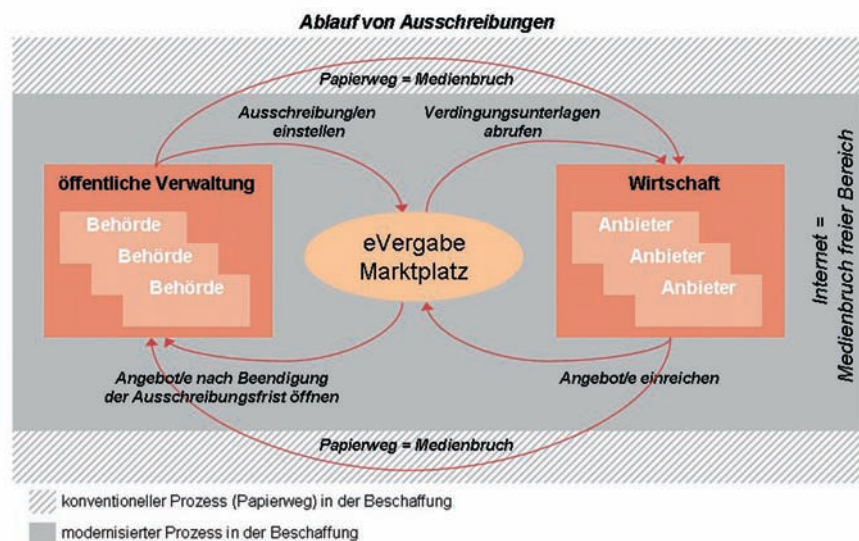 Ablauf von Ausschreibungen
Papierweg = Medienbruch
Ausschreibung/en
einstellen
Verdingungsunterlagen
abrufen
öffentliche Verwaltung
Behörde
Behörde
Behörde
eVergabe
Marktplatz
Wirtschaft
Anbieter
Anbieter
Anbieter
Internet =
Medienbruch freier Bereich
Angebot/e nach Beendigung
der Ausschreibungsfrist öffnen
Angebot/e einreichen
Papierweg = Medienbruch
konventioneller Prozess (Papierweg) in der Beschaffung
modernisierter Prozess in der Beschaffung